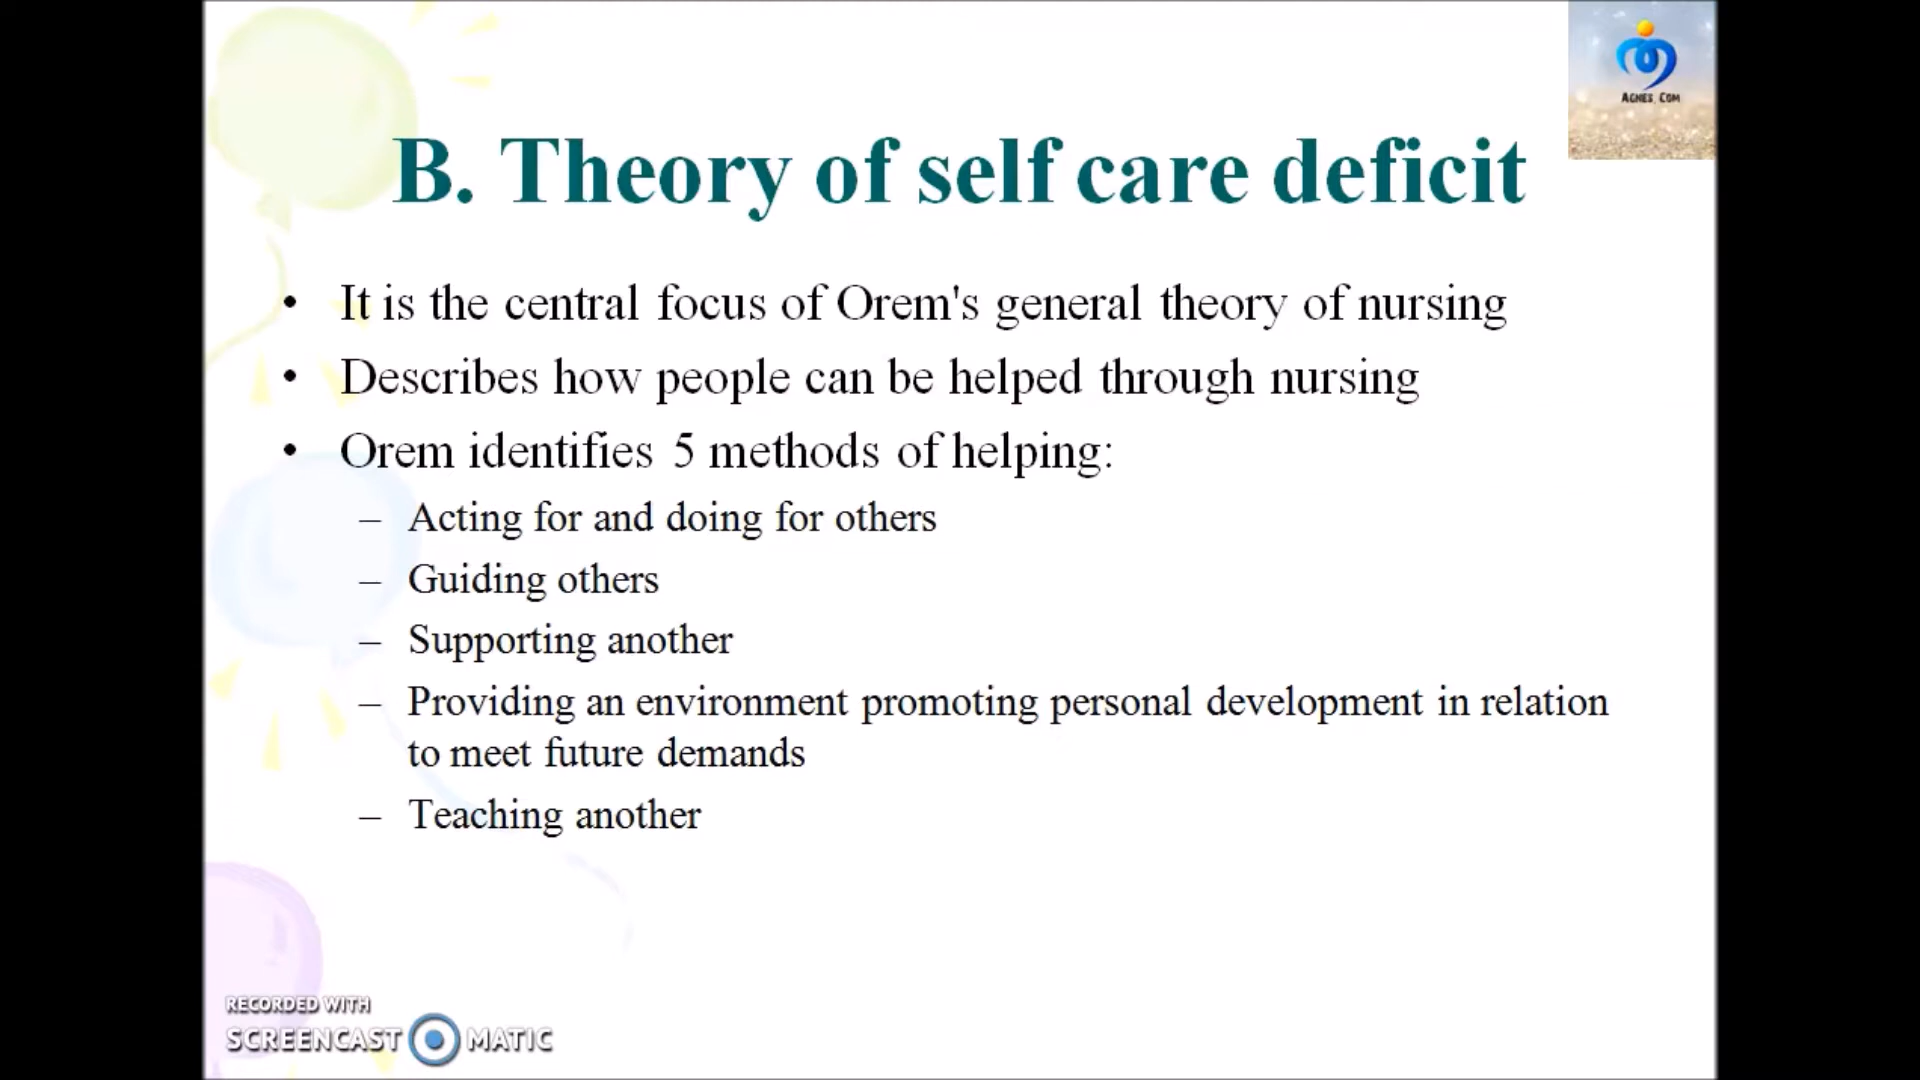 AGNES. COM
B. Theory of self care deficit
• It is the central focus of Orem's general theory of nursing
• Describes how people can be helped through nursing
• Orem identifies 5 methods of helping:
– Acting for and doing for others
– Guiding others
– Supporting another
– Providing an environment promoting personal development in relation
to meet future demands
– Teaching another
RECORDED WITH
SCREENCAST MATIC